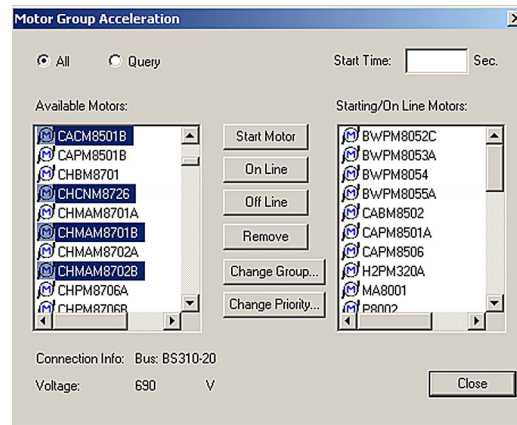 Motor Group Acceleration
All Query Start Time: Sec.
Available Motors: Starting/On Line Motors:
CACM8501B
CAPM8501B
CHBM8701
CHCNM8726
CHMAM8701A
CHMAM8701B
CHMAM8702A
CHMAM8702B
CHPM8706A
CHPM8706B
Start Motor
On Line
Off Line
Remove
Change Group...
Change Priority...
BWPM8052C
BWPM8053A
BWPM8054
BWPM8055A
CABM8502
CAPM8501A
CAPM8506
H2PM320A
MA8001
P8002
Connection Info: Bus: BS310-20
Voltage: 690 V
Close